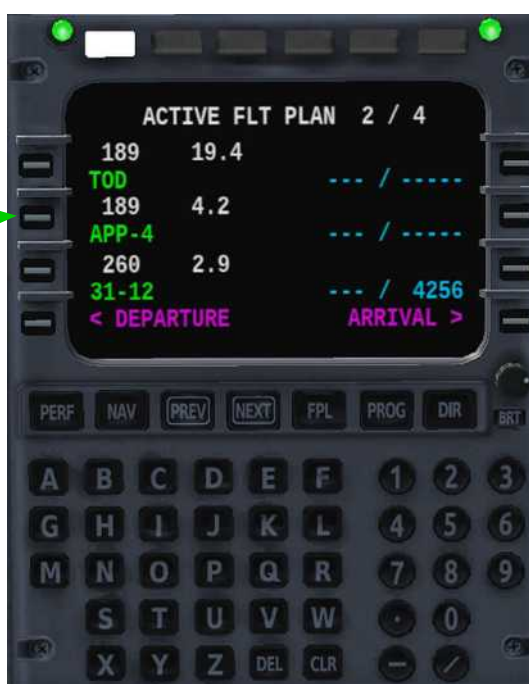 ACTIVE FLT PLAN 2 / 4
189 19.4
TOD --- / -----
189 4.2
APP-4 --- / -----
260 2.9
31-12 --- / 4256
< DEPARTURE ARRIVAL >
PERF NAV PREV NEXT FPL PROG DIR BRT
A B C D E F 1 2 3
G H I J K L 4 5 6
M N O P Q R 7 8 9
S T U V W . 0
X Y Z DEL CLR - /